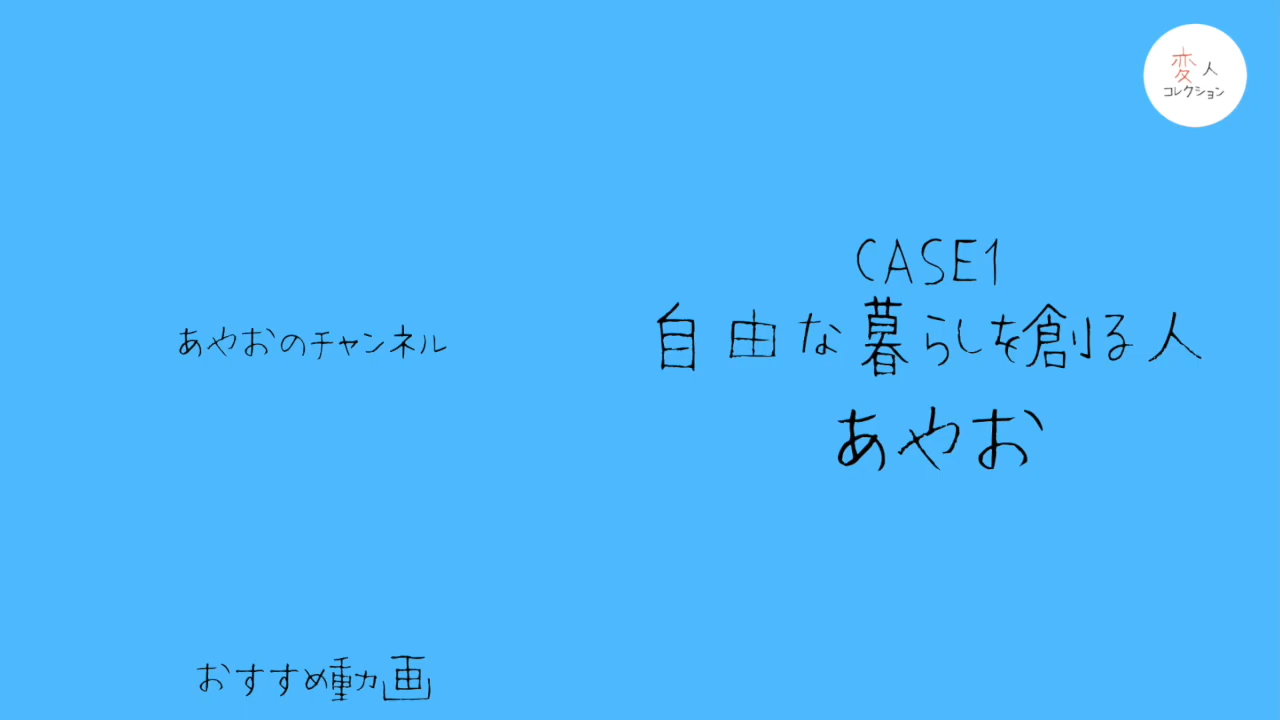 変人
コレクション
CASE1
自由な暮らしを創る人
あやお
あやおのチャンネル
おすすめ動画